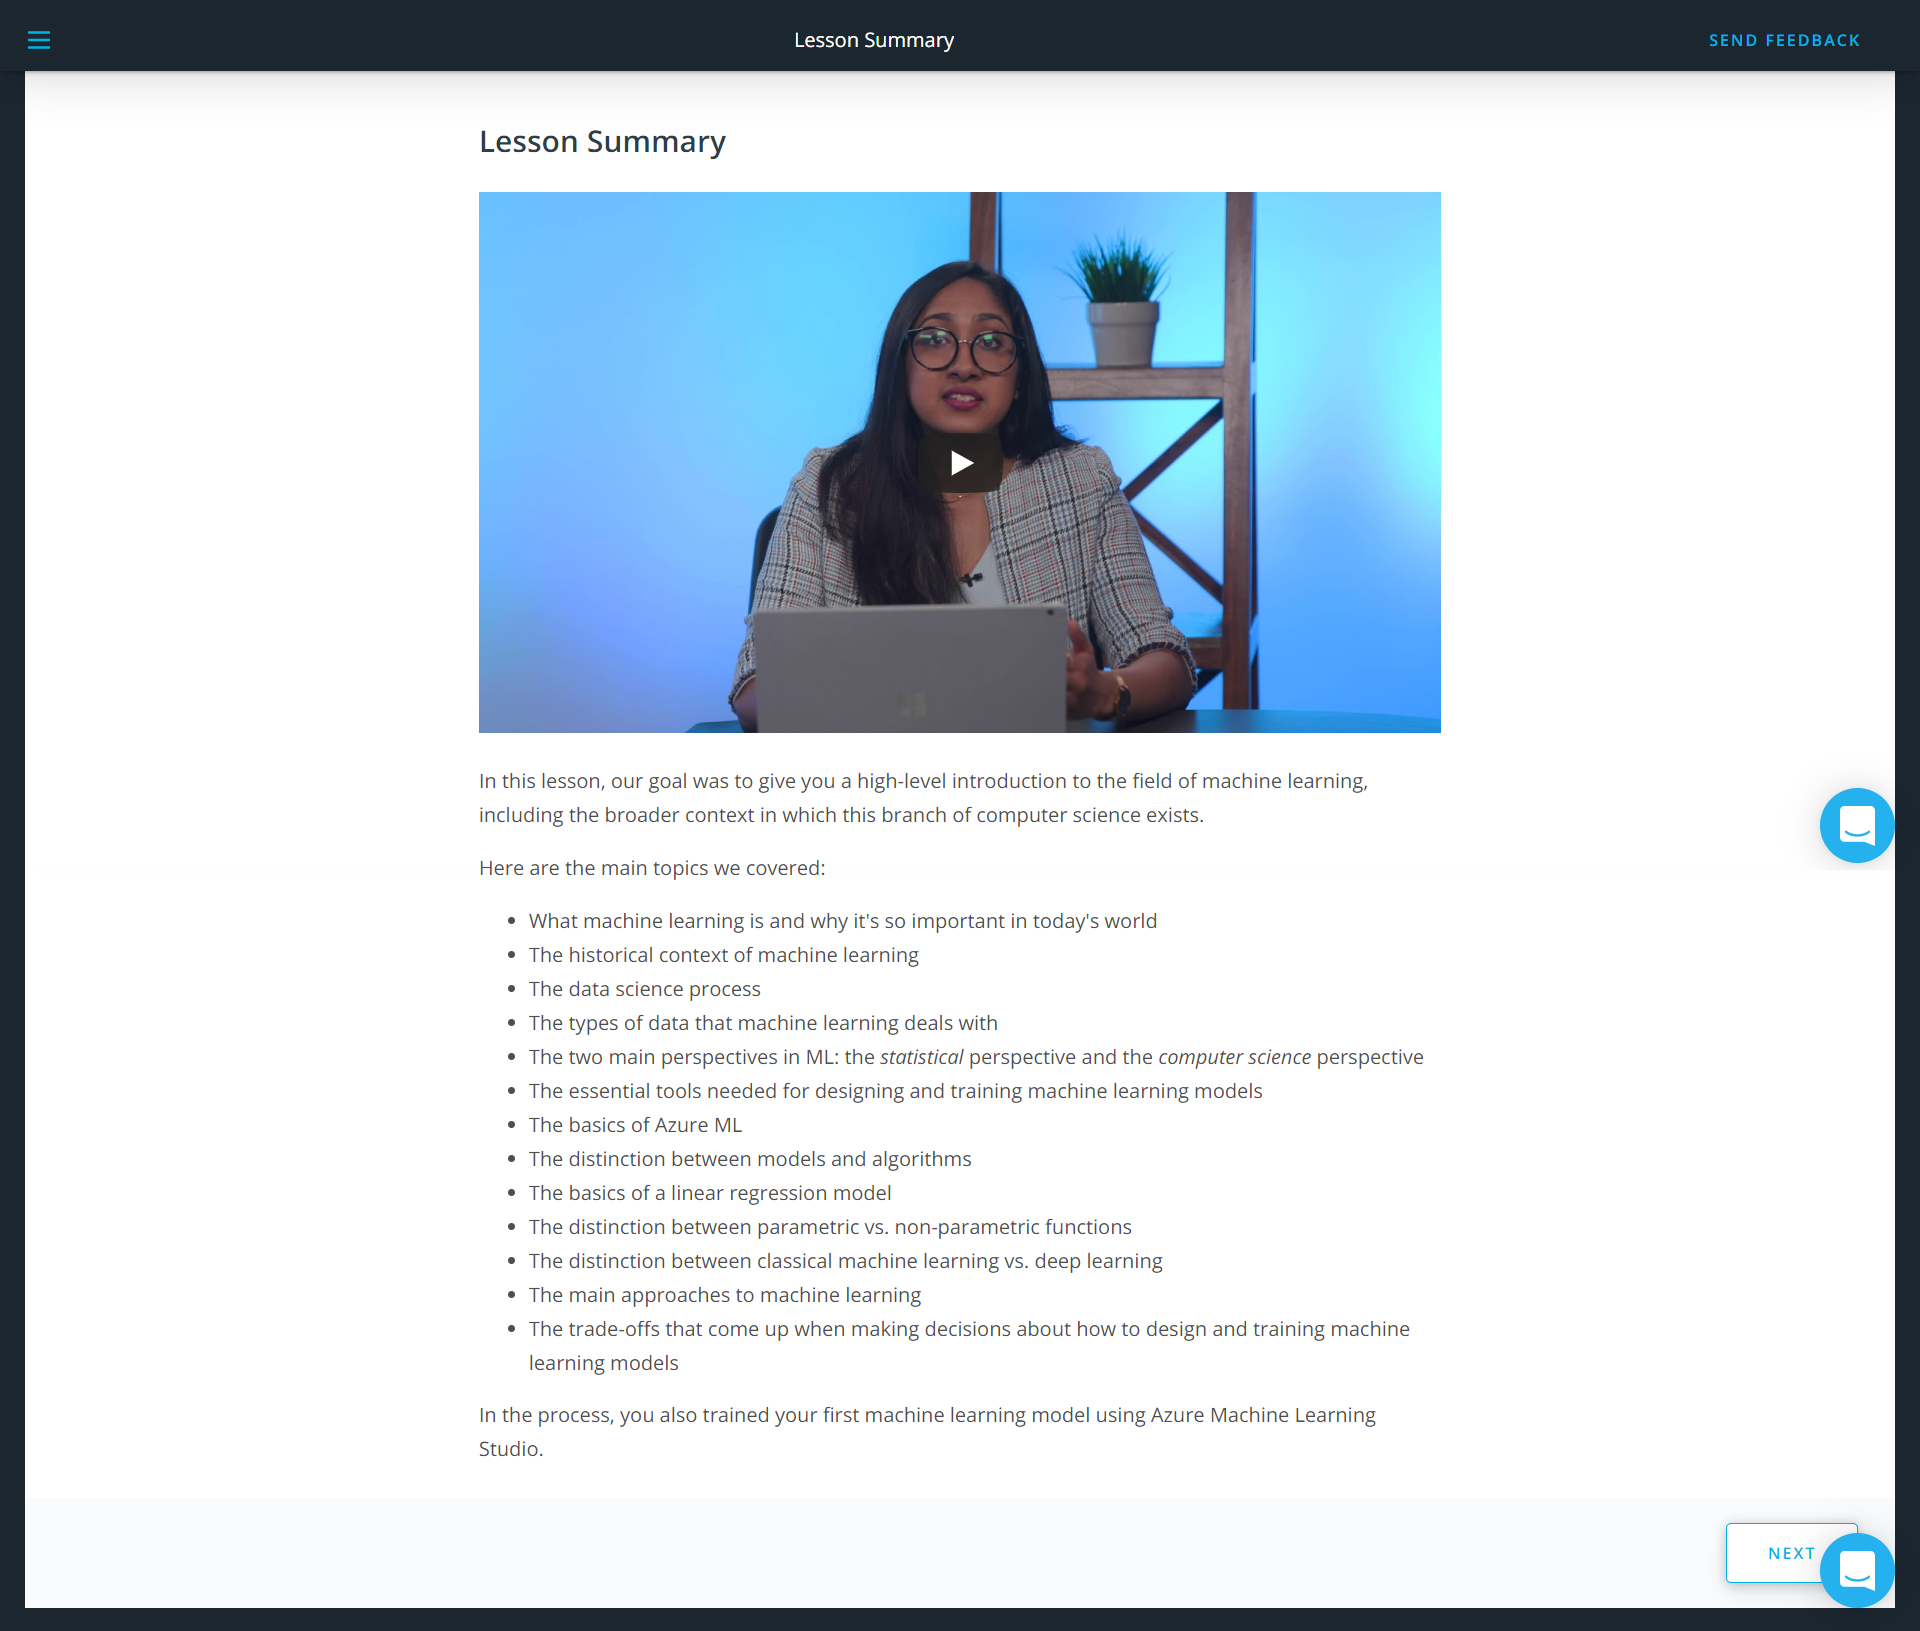 Lesson Summary
SEND FEEDBACK
Lesson Summary
In this lesson, our goal was to give you a high-level introduction to the field of machine learning,
including the broader context in which this branch of computer science exists.
Here are the main topics we covered:
What machine learning is and why it's so important in today's world
The historical context of machine learning
The data science process
The types of data that machine learning deals with
The two main perspectives in ML: the statistical perspective and the computer science perspective
The essential tools needed for designing and training machine learning models
The basics of Azure ML
The distinction between models and algorithms
The basics of a linear regression model
The distinction between parametric vs. non-parametric functions
The distinction between classical machine learning vs. deep learning
The main approaches to machine learning
The trade-offs that come up when making decisions about how to design and training machine
learning models
In the process, you also trained your first machine learning model using Azure Machine Learning
Studio.
NEXT